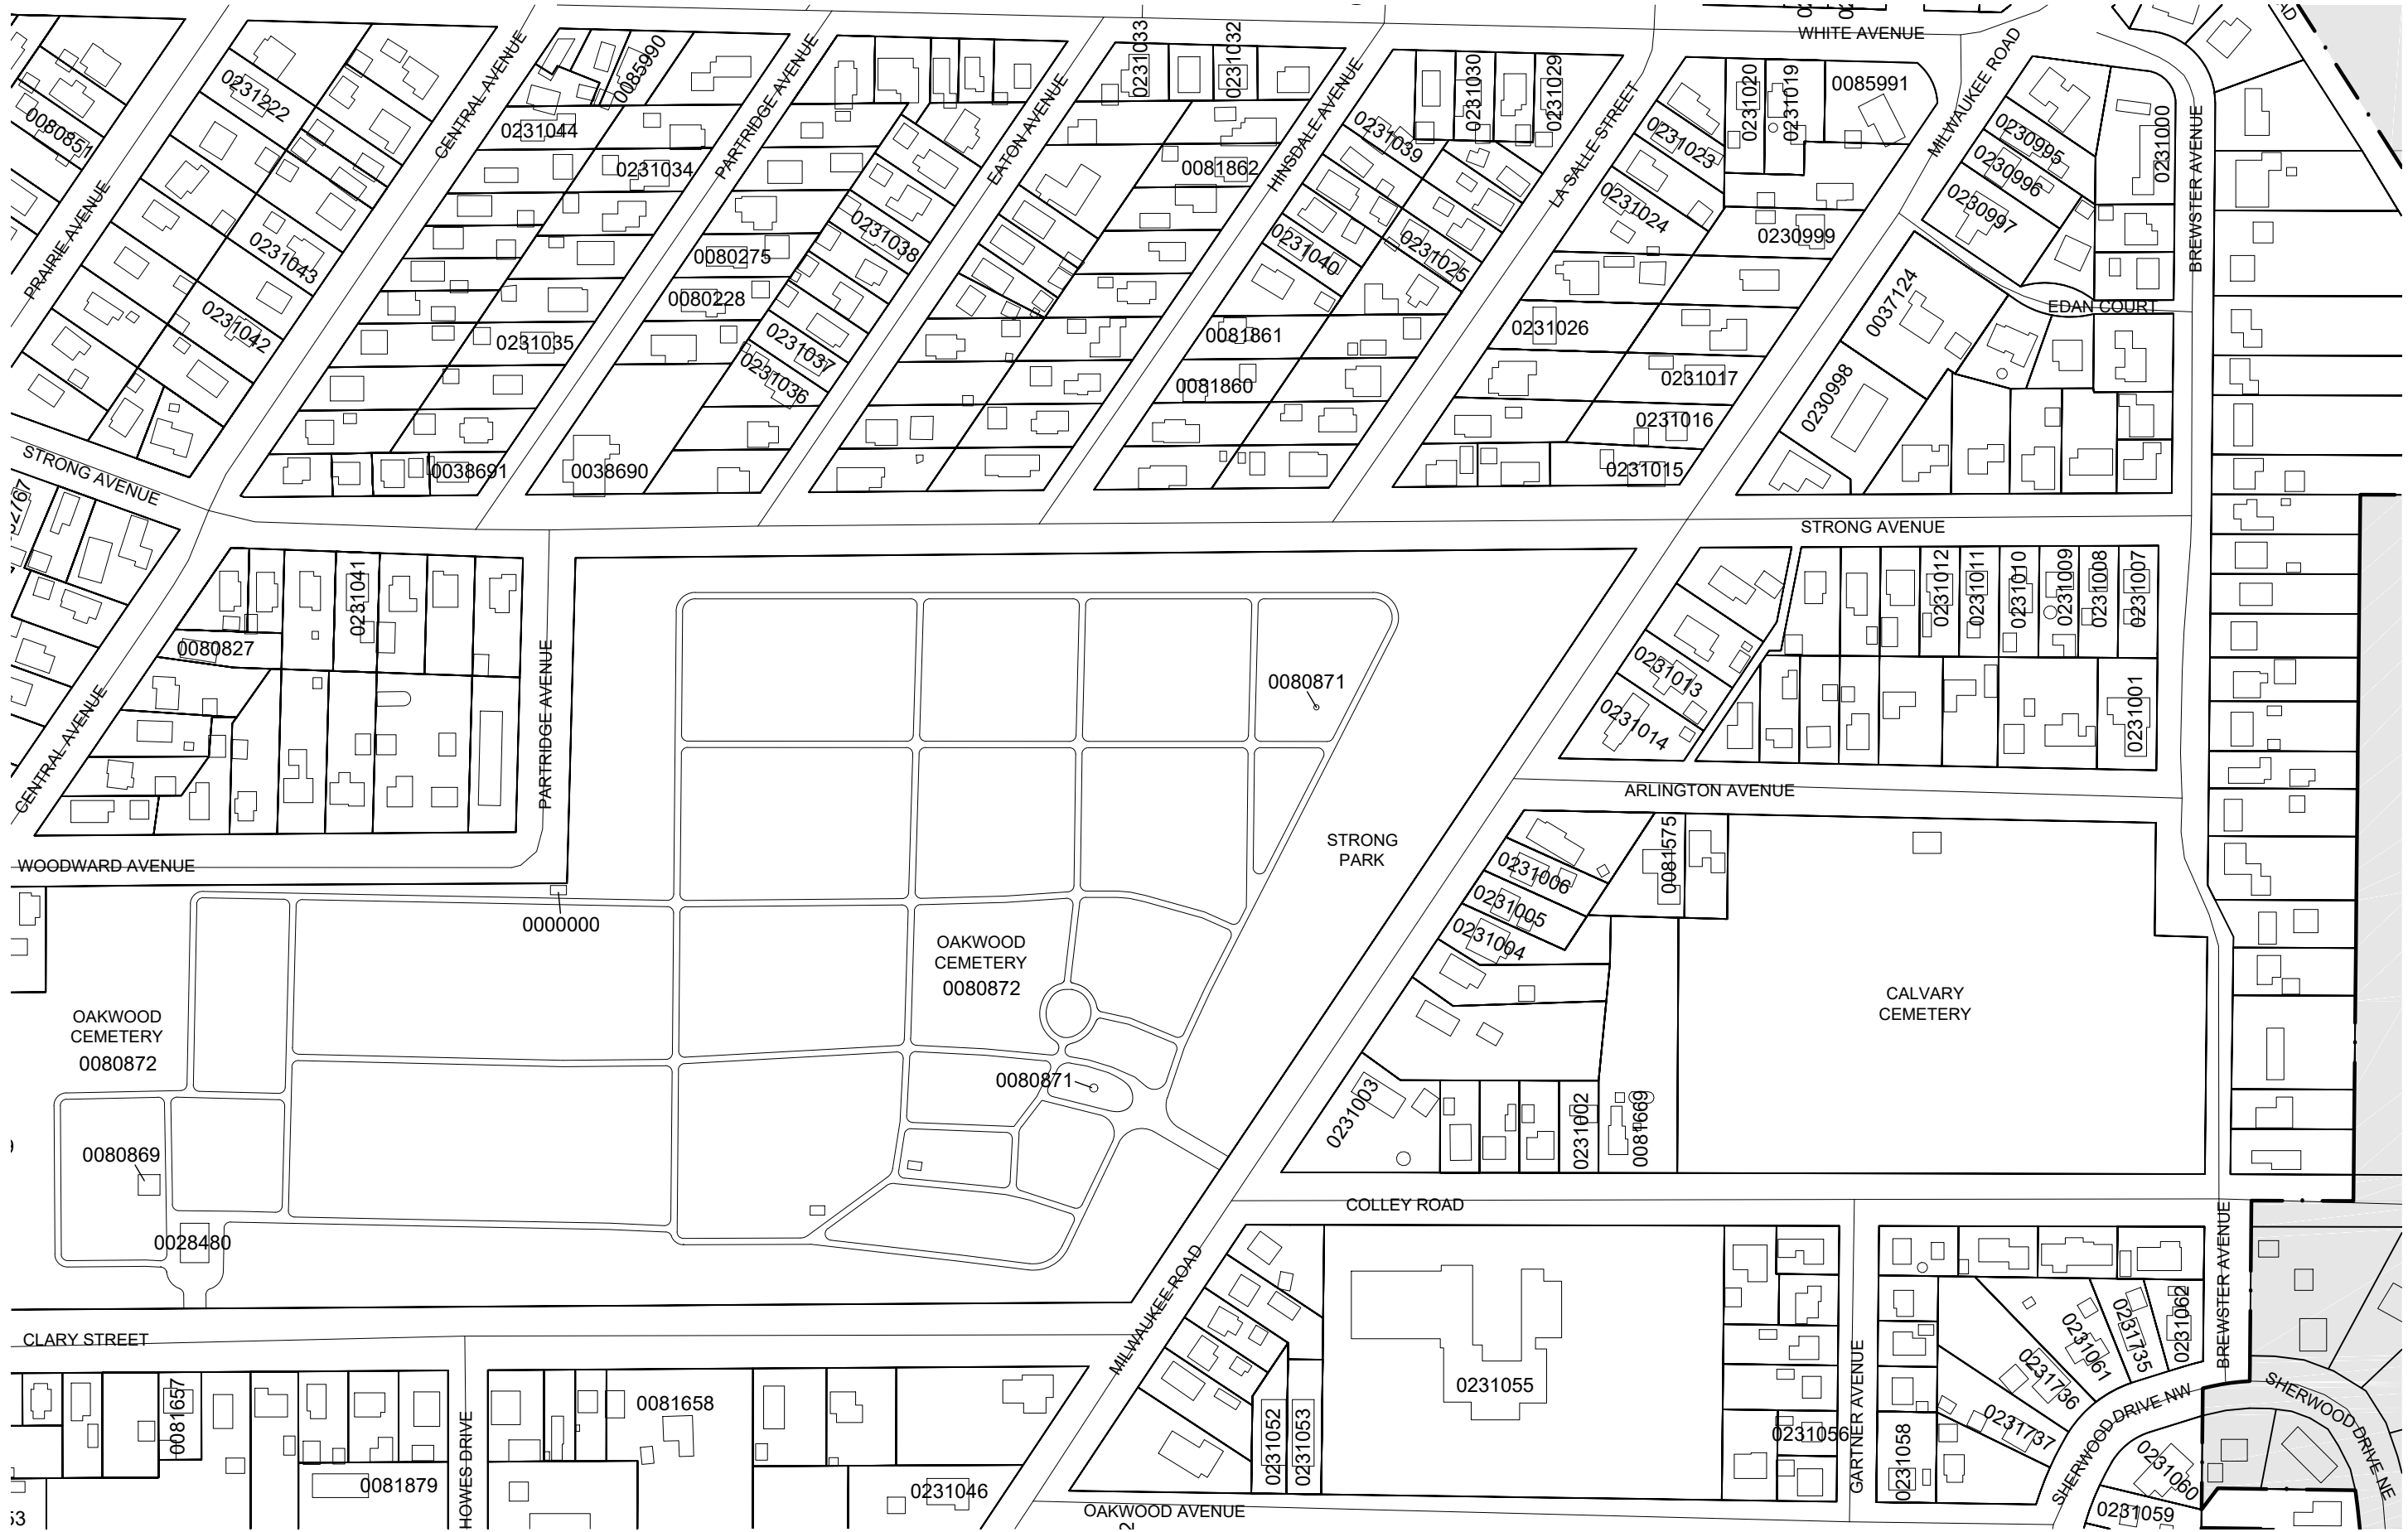 WHITE AVENUE
0231033
0231032
0085990
CENTRAL AVENUE
PARTRIDGE AVENUE
EATON AVENUE
HINSDALE AVENUE
0231030
0231029
LA SALLE STREET
0231020
0231019
0085991
MILWAUKEE ROAD
BREWSTER AVENUE
0231000
0231222
0080851
0231044
0231034
0081862
0231039
0231023
0230995
0230996
0230997
0231024
0230999
PRAIRIE AVENUE
0231043
0231042
0080275
0080228
0231038
0231037
0231036
0231040
0231025
0231035
0081861
0081860
0231026
0231017
0231016
0231015
0037124
0230998
EDAN COURT
STRONG AVENUE
0038691
0038690
STRONG AVENUE
0231041
0080827
CENTRAL AVENUE
PARTRIDGE AVENUE
WOODWARD AVENUE
0231012
0231011
0231010
0231009
0231008
0231007
0231013
0231014
0231001
0080871
ARLINGTON AVENUE
STRONG
PARK
0231006
0231005
0231004
0081575
0000000
OAKWOOD
CEMETERY
0080872
OAKWOOD
CEMETERY
0080872
CALVARY
CEMETERY
0080871
0080869
0028480
0231003
0231002
0081669
COLLEY ROAD
MILWAUKEE ROAD
CLARY STREET
0081657
0081658
0081879
HOWES DRIVE
0231046
0231052
0231053
0231055
0231056
GARTNER AVENUE
0231058
0231061
0231735
0231062
0231736
0231737
BREWSTER AVENUE
SHERWOOD DRIVE NW
SHERWOOD DRIVE NE
0231060
0231059
OAKWOOD AVENUE